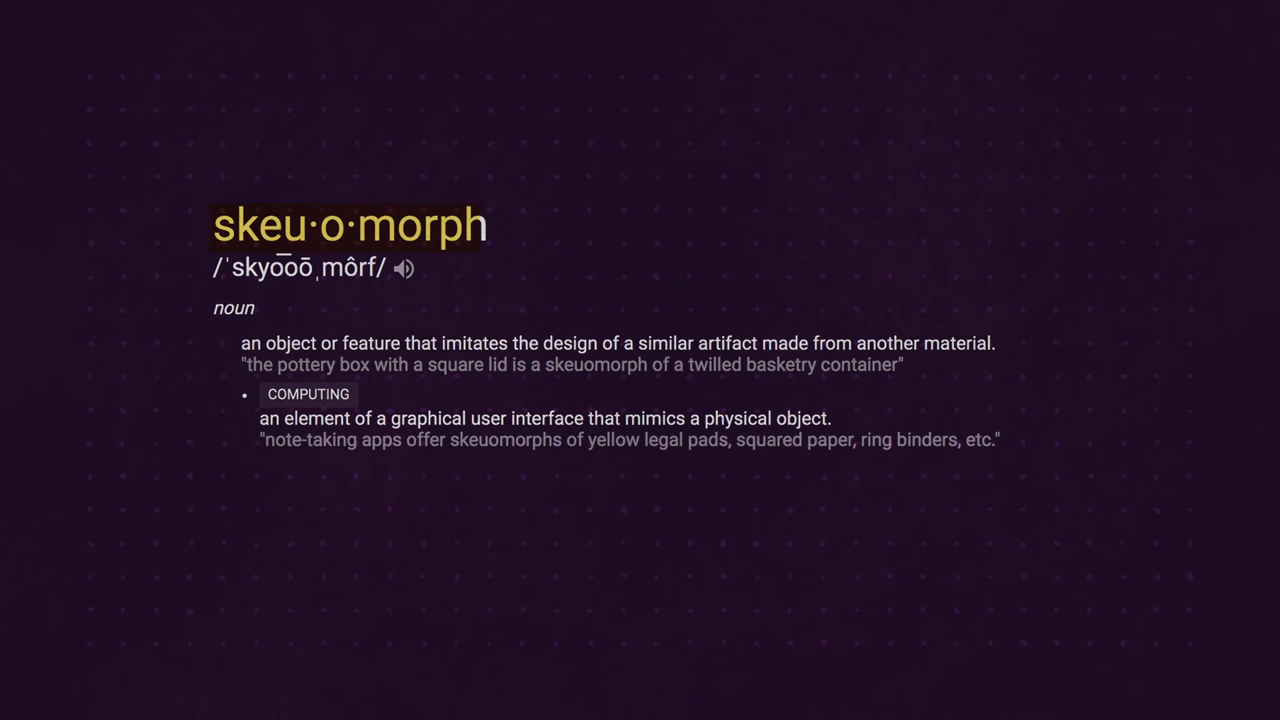 skeu·o·morph
/ˈskyo͞oōˌmôrf/
noun
an object or feature that imitates the design of a similar artifact made from another material.
"the pottery box with a square lid is a skeuomorph of a twilled basketry container"
• COMPUTING
an element of a graphical user interface that mimics a physical object.
"note-taking apps offer skeuomorphs of yellow legal pads, squared paper, ring binders, etc."